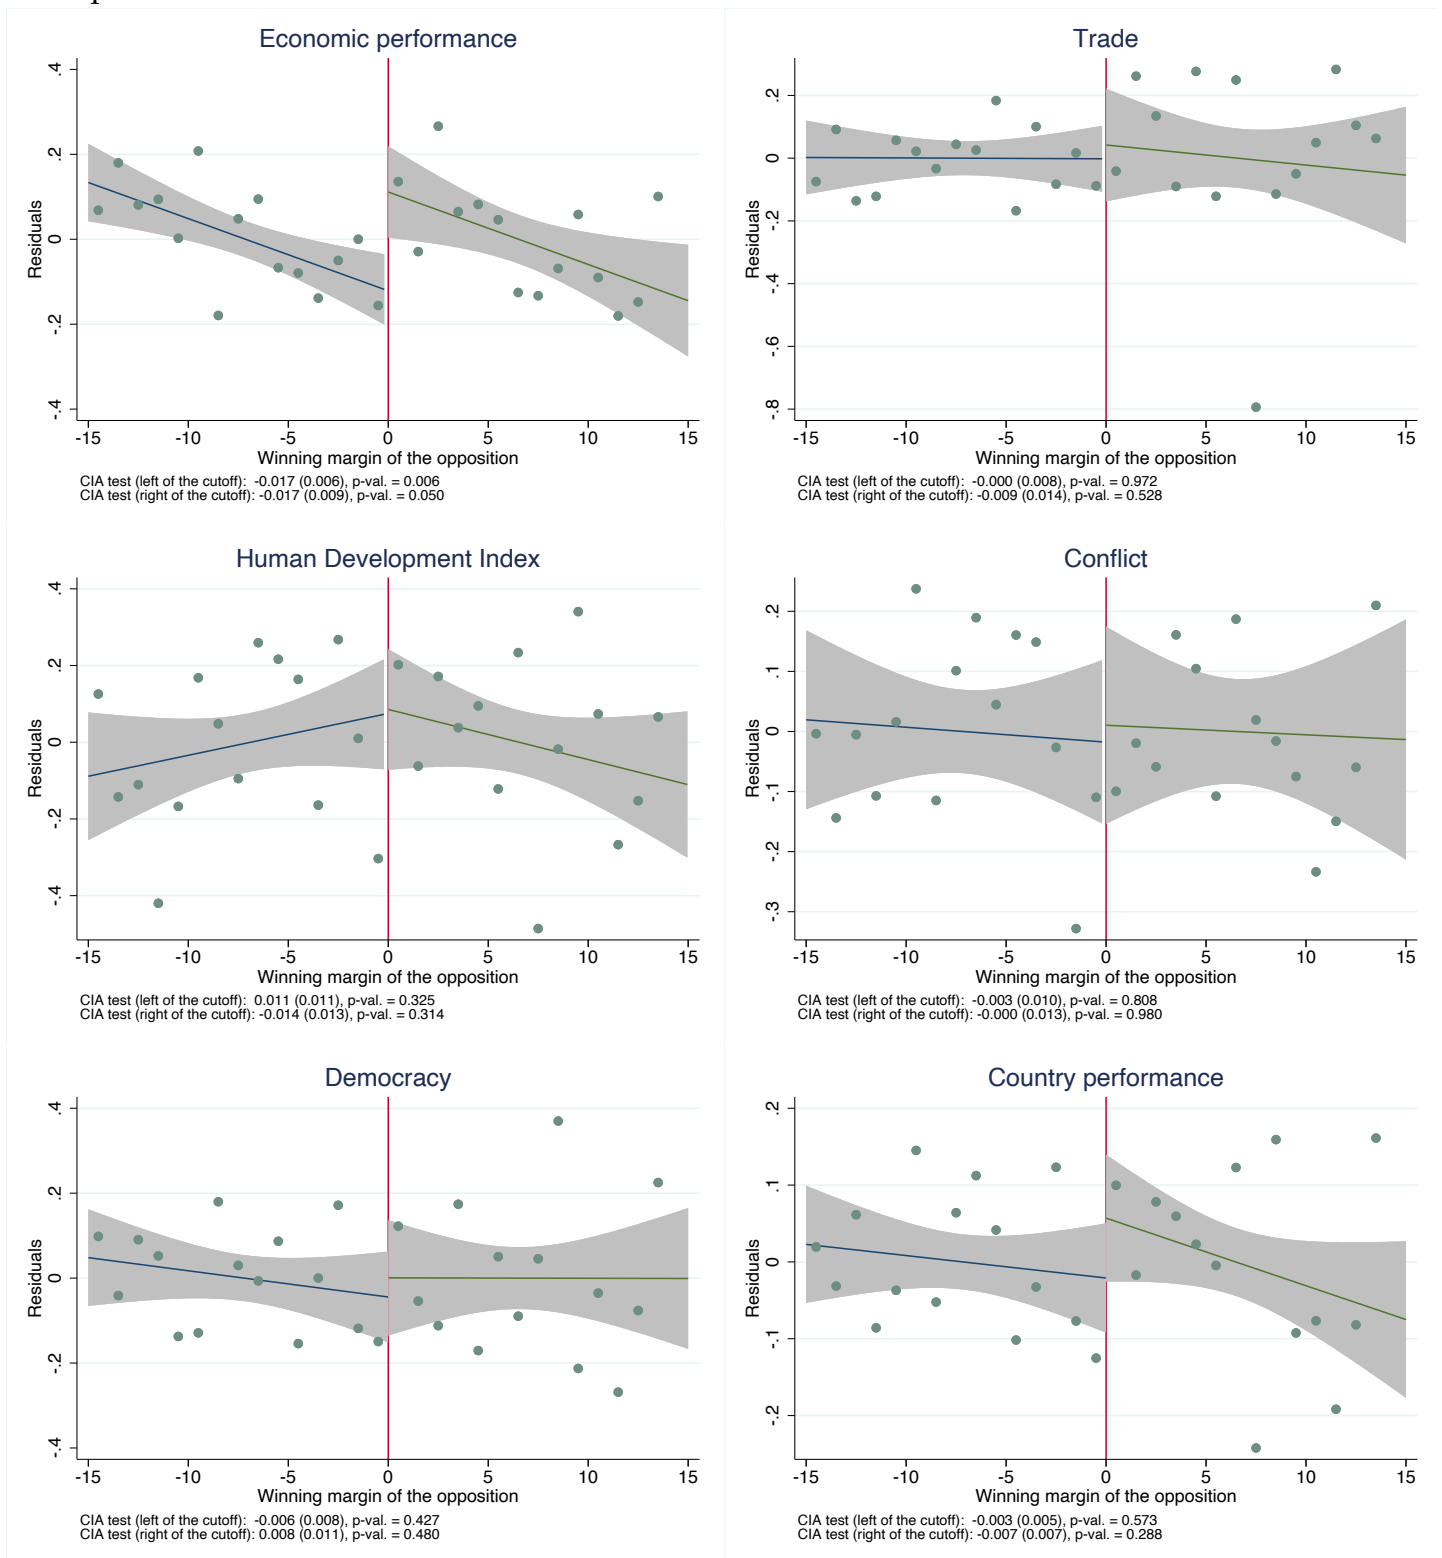 Economic performance
Residuals
.4
.2
0
-.2
-.4
-15 -10 -5 0 5 10 15
Winning margin of the opposition
CIA test (left of the cutoff): -0.017 (0.006), p-val. = 0.006
CIA test (right of the cutoff): -0.017 (0.009), p-val. = 0.050
Trade
Residuals
.2
0
-.2
-.4
-.6
-.8
-15 -10 -5 0 5 10 15
Winning margin of the opposition
CIA test (left of the cutoff): -0.000 (0.008), p-val. = 0.972
CIA test (right of the cutoff): -0.009 (0.014), p-val. = 0.528
Human Development Index
Residuals
.4
.2
0
-.2
-.4
-15 -10 -5 0 5 10 15
Winning margin of the opposition
CIA test (left of the cutoff): 0.011 (0.011), p-val. = 0.325
CIA test (right of the cutoff): -0.014 (0.013), p-val. = 0.314
Conflict
Residuals
.2
.1
0
-.1
-.2
-.3
-15 -10 -5 0 5 10 15
Winning margin of the opposition
CIA test (left of the cutoff): -0.003 (0.010), p-val. = 0.808
CIA test (right of the cutoff): -0.000 (0.013), p-val. = 0.980
Democracy
Residuals
.4
.2
0
-.2
-.4
-15 -10 -5 0 5 10 15
Winning margin of the opposition
CIA test (left of the cutoff): -0.006 (0.008), p-val. = 0.427
CIA test (right of the cutoff): 0.008 (0.011), p-val. = 0.480
Country performance
Residuals
.2
.1
0
-.1
-.2
-15 -10 -5 0 5 10 15
Winning margin of the opposition
CIA test (left of the cutoff): -0.003 (0.005), p-val. = 0.573
CIA test (right of the cutoff): -0.007 (0.007), p-val. = 0.288